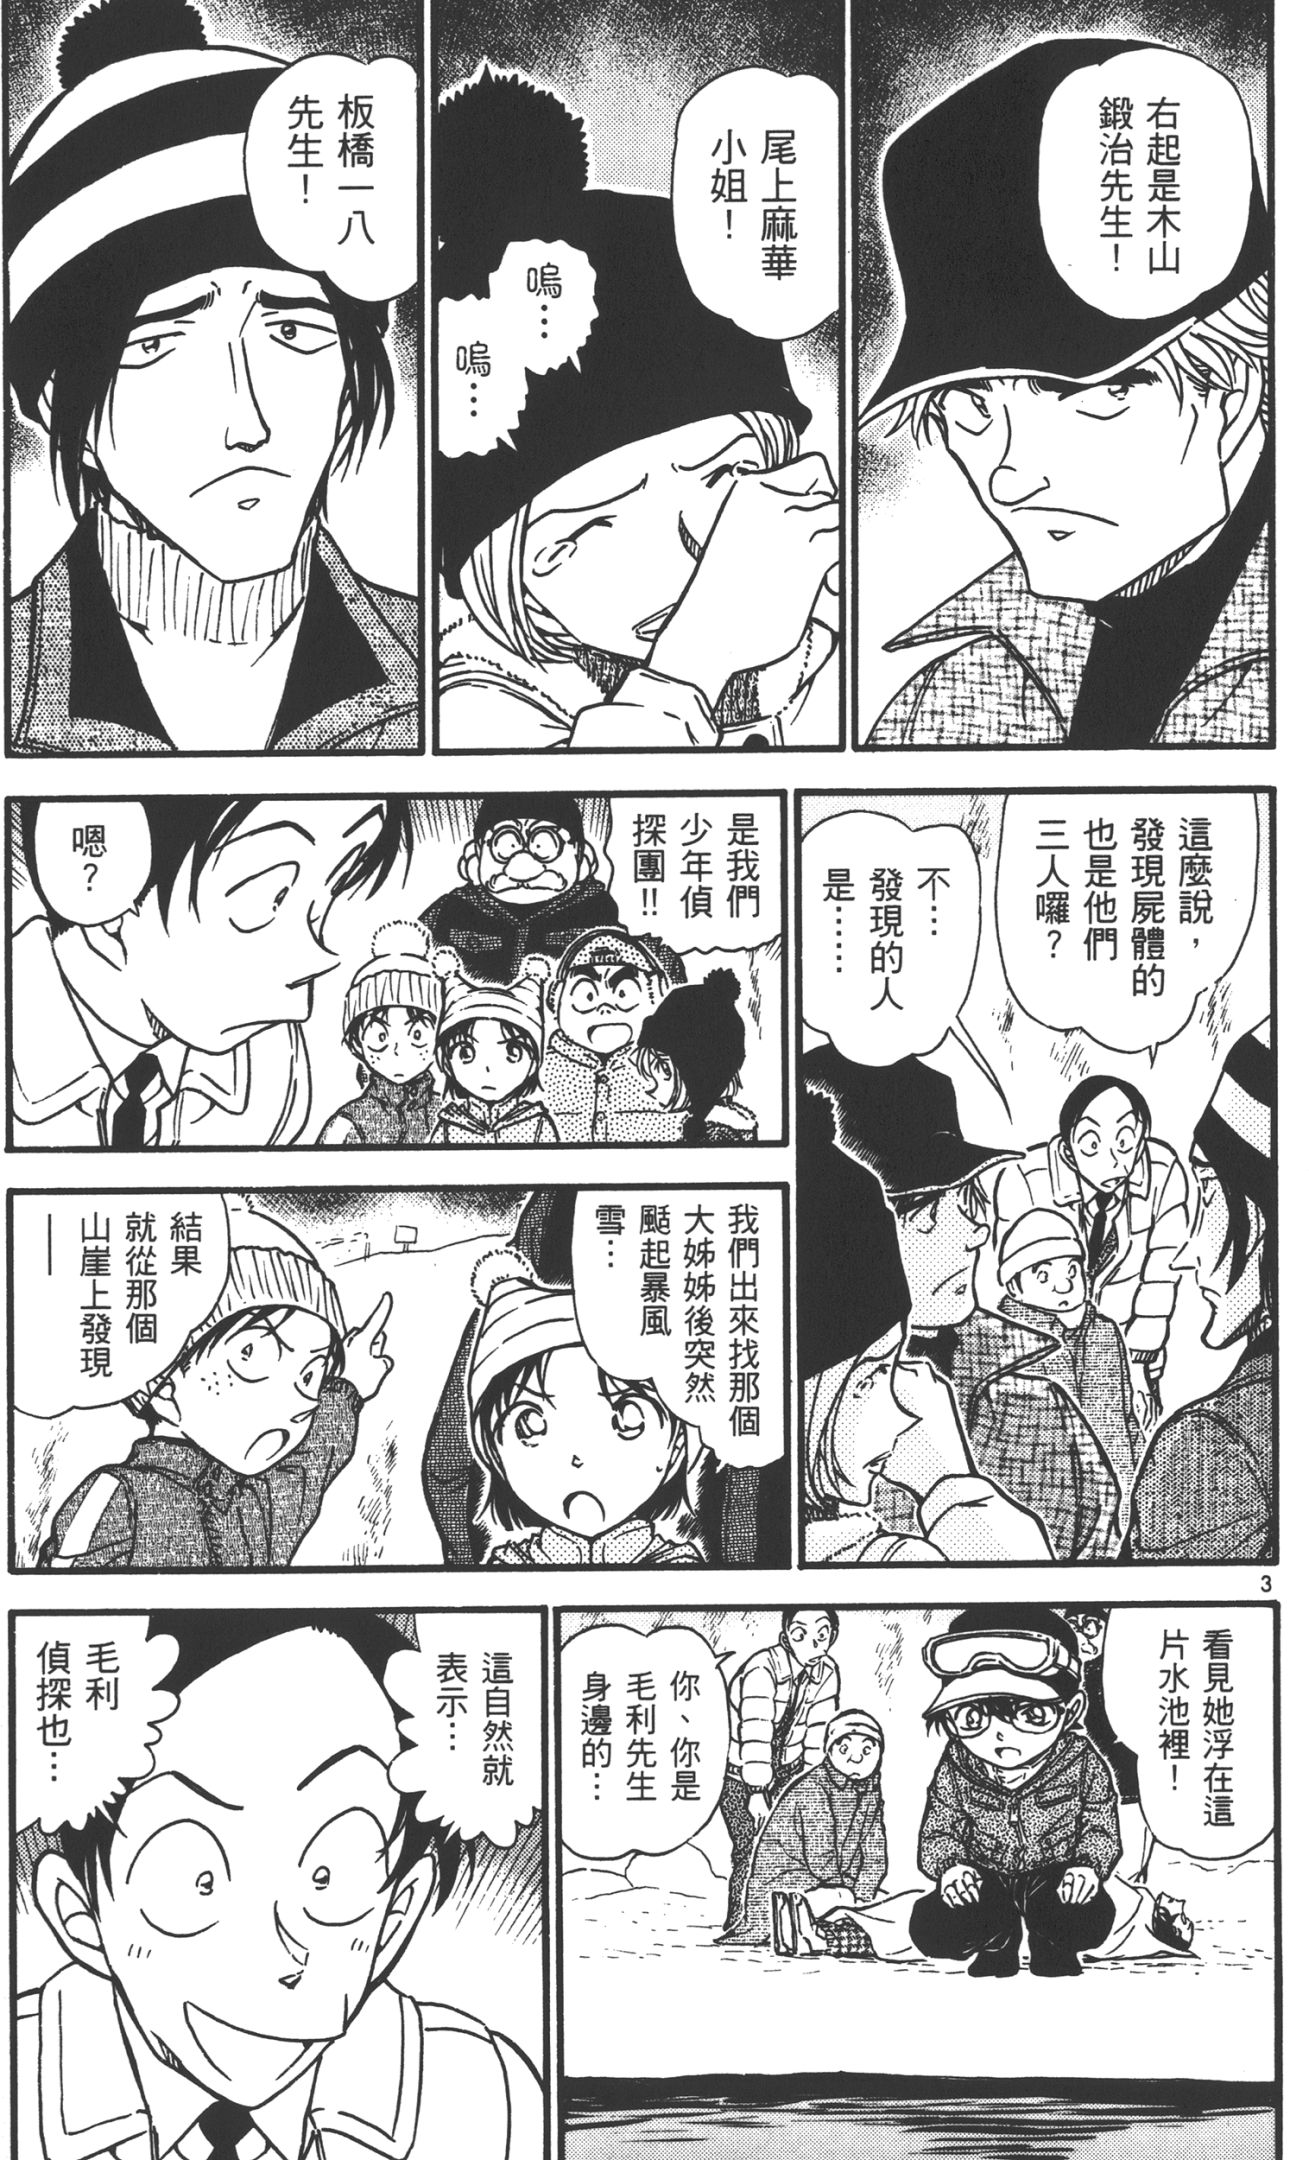 右起是木山
鍛治先生！
尾上麻華
小姐！
嗚…
嗚…
板橋一八
先生！
這麼說，
發現屍體的
也是他們
三人囉？
不…
發現的人
是……
是我們
少年偵
探團!!
嗯？
我們出來找那個
大姊姊後突然
颳起暴風
雪…
結果
就從那個
山崖上發現
——
3
看見她浮在這
片水池裡！
你、你是
毛利先生
身邊的…
這自然就
表示…
毛利
偵探也…